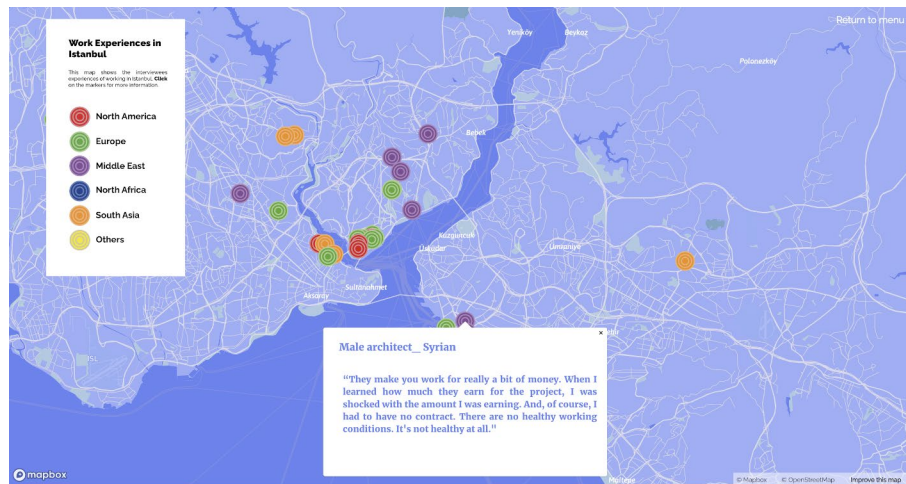 Return to menu
Work Experiences in
Istanbul
This map shows the interviewees
experiences of working in Istanbul. Click
on the markers for more information
North America
Europe
Middle East
North Africa
South Asia
Others
Yeniköy
Beykoz
Polonezköy
Bebek
Kuzguncuk
Üsküdar
Ümraniye
Sultanahmet
Aksaray
×
Male architect_ Syrian
“They make you work for really a bit of money. When I
learned how much they earn for the project, I was
shocked with the amount I was earning. And, of course, I
had to have no contract. There are no healthy working
conditions. It's not healthy at all."
mapbox
Maltepe
© Mapbox © OpenStreetMap Improve this map